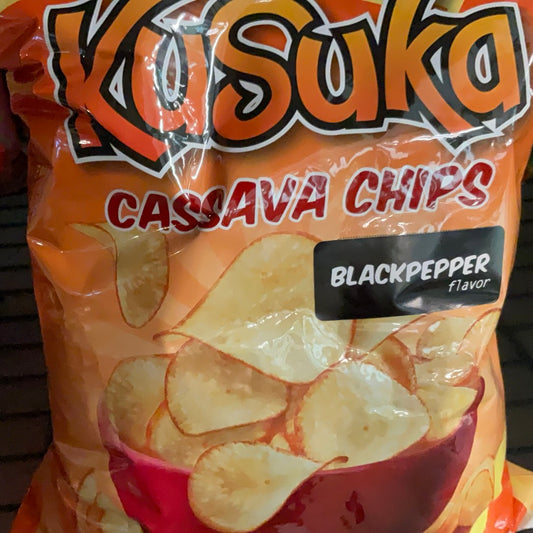 Kusuka
CASSAVA CHIPS
BLACKPEPPER
flavor